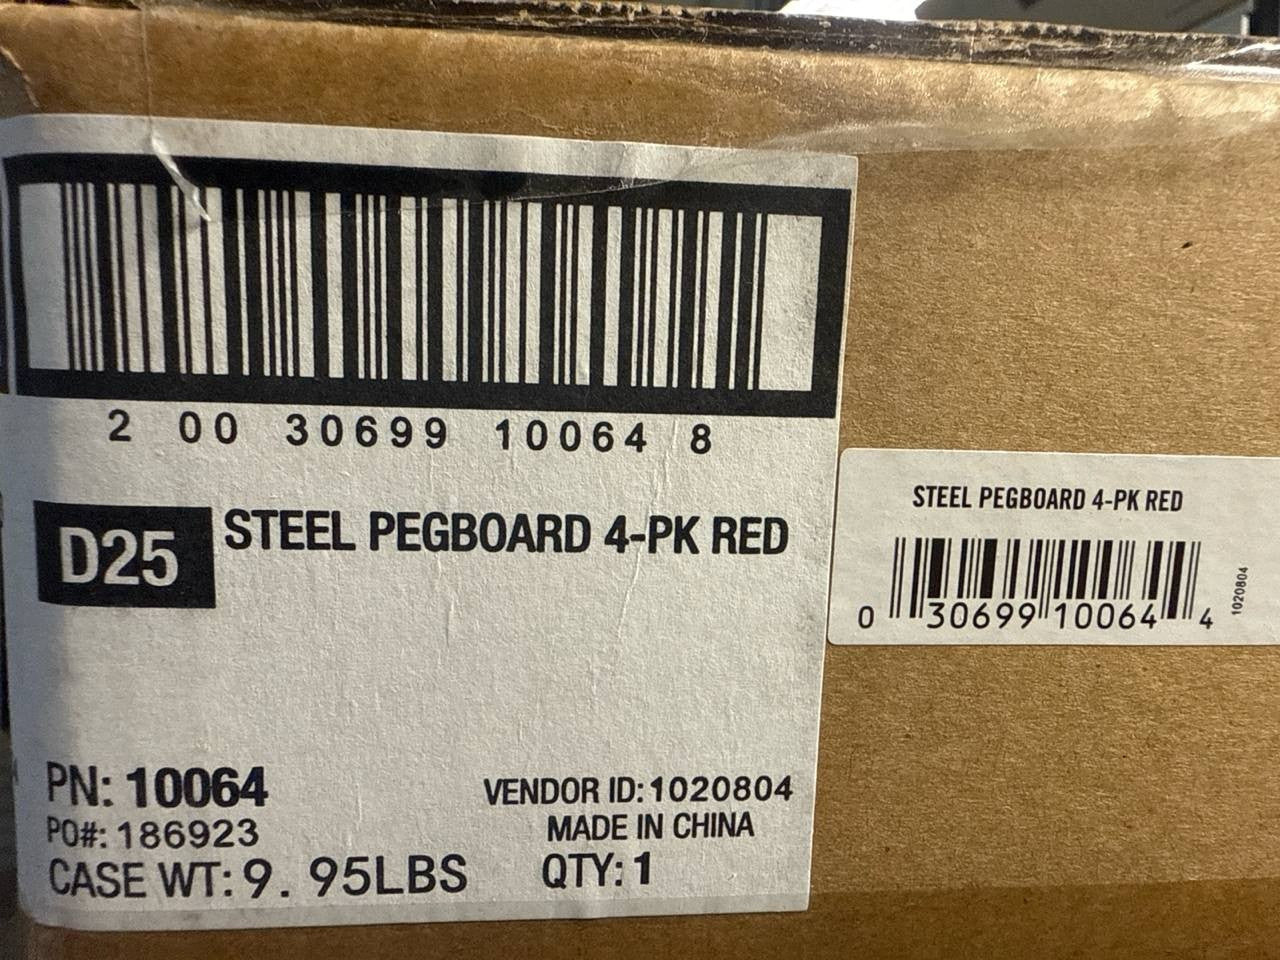 2 00 30699 10064 8
D25 STEEL PEGBOARD 4-PK RED
PN: 10064
PO#: 186923
CASE WT: 9. 95LBS
VENDOR ID: 1020804
MADE IN CHINA
QTY: 1
STEEL PEGBOARD 4-PK RED
0 30699 10064 4
1020804